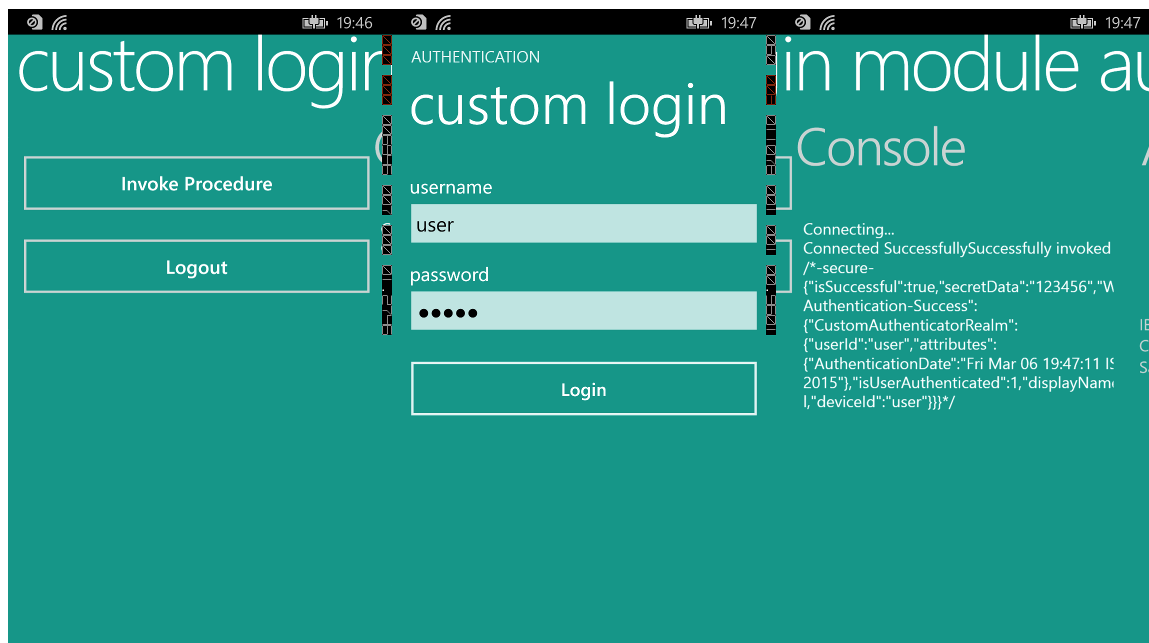 19:46
custom login
Invoke Procedure
Logout
19:47
AUTHENTICATION
custom login
username
user
password
Login
19:47
in module au
Console
Connecting...
Connected SuccessfullySuccessfully invoked
/*-secure-
{"isSuccessful":true,"secretData":"123456","W
Authentication-Success":
{"CustomAuthenticatorRealm":
{"userId":"user","attributes":
{"AuthenticationDate":"Fri Mar 06 19:47:11 IS
2015"},"isUserAuthenticated":1,"displayName
l,"deviceId":"user"}}}*/